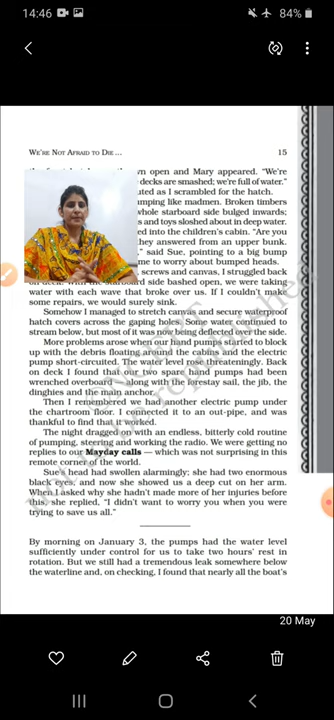 14:46
84%
WE'RE NOT AFRAID TO DIE ...
15
open and Mary appeared. "We're
decks are smashed; we're full of water."
as I scrambled for the hatch.
like madmen. Broken timbers
whole starboard side bulged inwards;
and toys sloshed about in deep water.
into the children's cabin. "Are you
they answered from an upper bunk.
said Sue, pointing to a big bump
to worry about bumped heads.
screws and canvas, I struggled back
on deck. With the starboard side bashed open, we were taking
water with each wave that broke over us. If I couldn't make
some repairs, we would surely sink.
Somehow I managed to stretch canvas and secure waterproof
hatch covers across the gaping holes. Some water continued to
stream below, but most of it was now being deflected over the side.
More problems arose when our hand pumps started to block
up with the debris floating around the cabins and the electric
pump short-circuited. The water level rose threateningly. Back
on deck I found that our two spare hand pumps had been
wrenched overboard — along with the forestay sail, the jib, the
dinghies and the main anchor.
Then I remembered we had another electric pump under
the chartroom floor. I connected it to an out-pipe, and was
thankful to find that it worked.
The night dragged on with an endless, bitterly cold routine
of pumping, steering and working the radio. We were getting no
replies to our Mayday calls — which was not surprising in this
remote corner of the world.
Sue's head had swollen alarmingly; she had two enormous
black eyes, and now she showed us a deep cut on her arm.
When I asked why she hadn't made more of her injuries before
this, she replied, "I didn't want to worry you when you were
trying to save us all."
By morning on January 3, the pumps had the water level
sufficiently under control for us to take two hours' rest in
rotation. But we still had a tremendous leak somewhere below
the waterline and, on checking, I found that nearly all the boat's
20 May